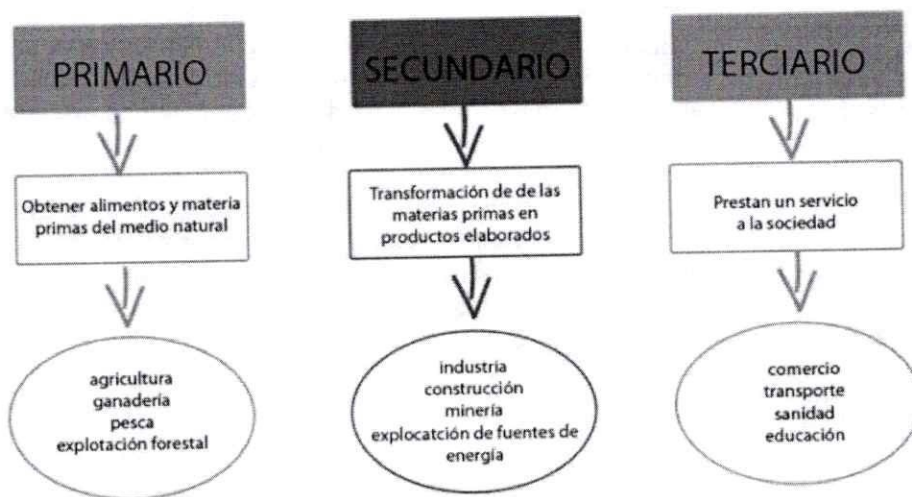 PRIMARIO
Obtener alimentos y materia
primas del medio natural
agricultura
ganadería
pesca
explotación forestal
SECUNDARIO
Transformación de de las
materias primas en
productos elaborados
industria
construcción
minería
explocatción de fuentes de
energía
TERCIARIO
Prestan un servicio
a la sociedad
comercio
transporte
sanidad
educación